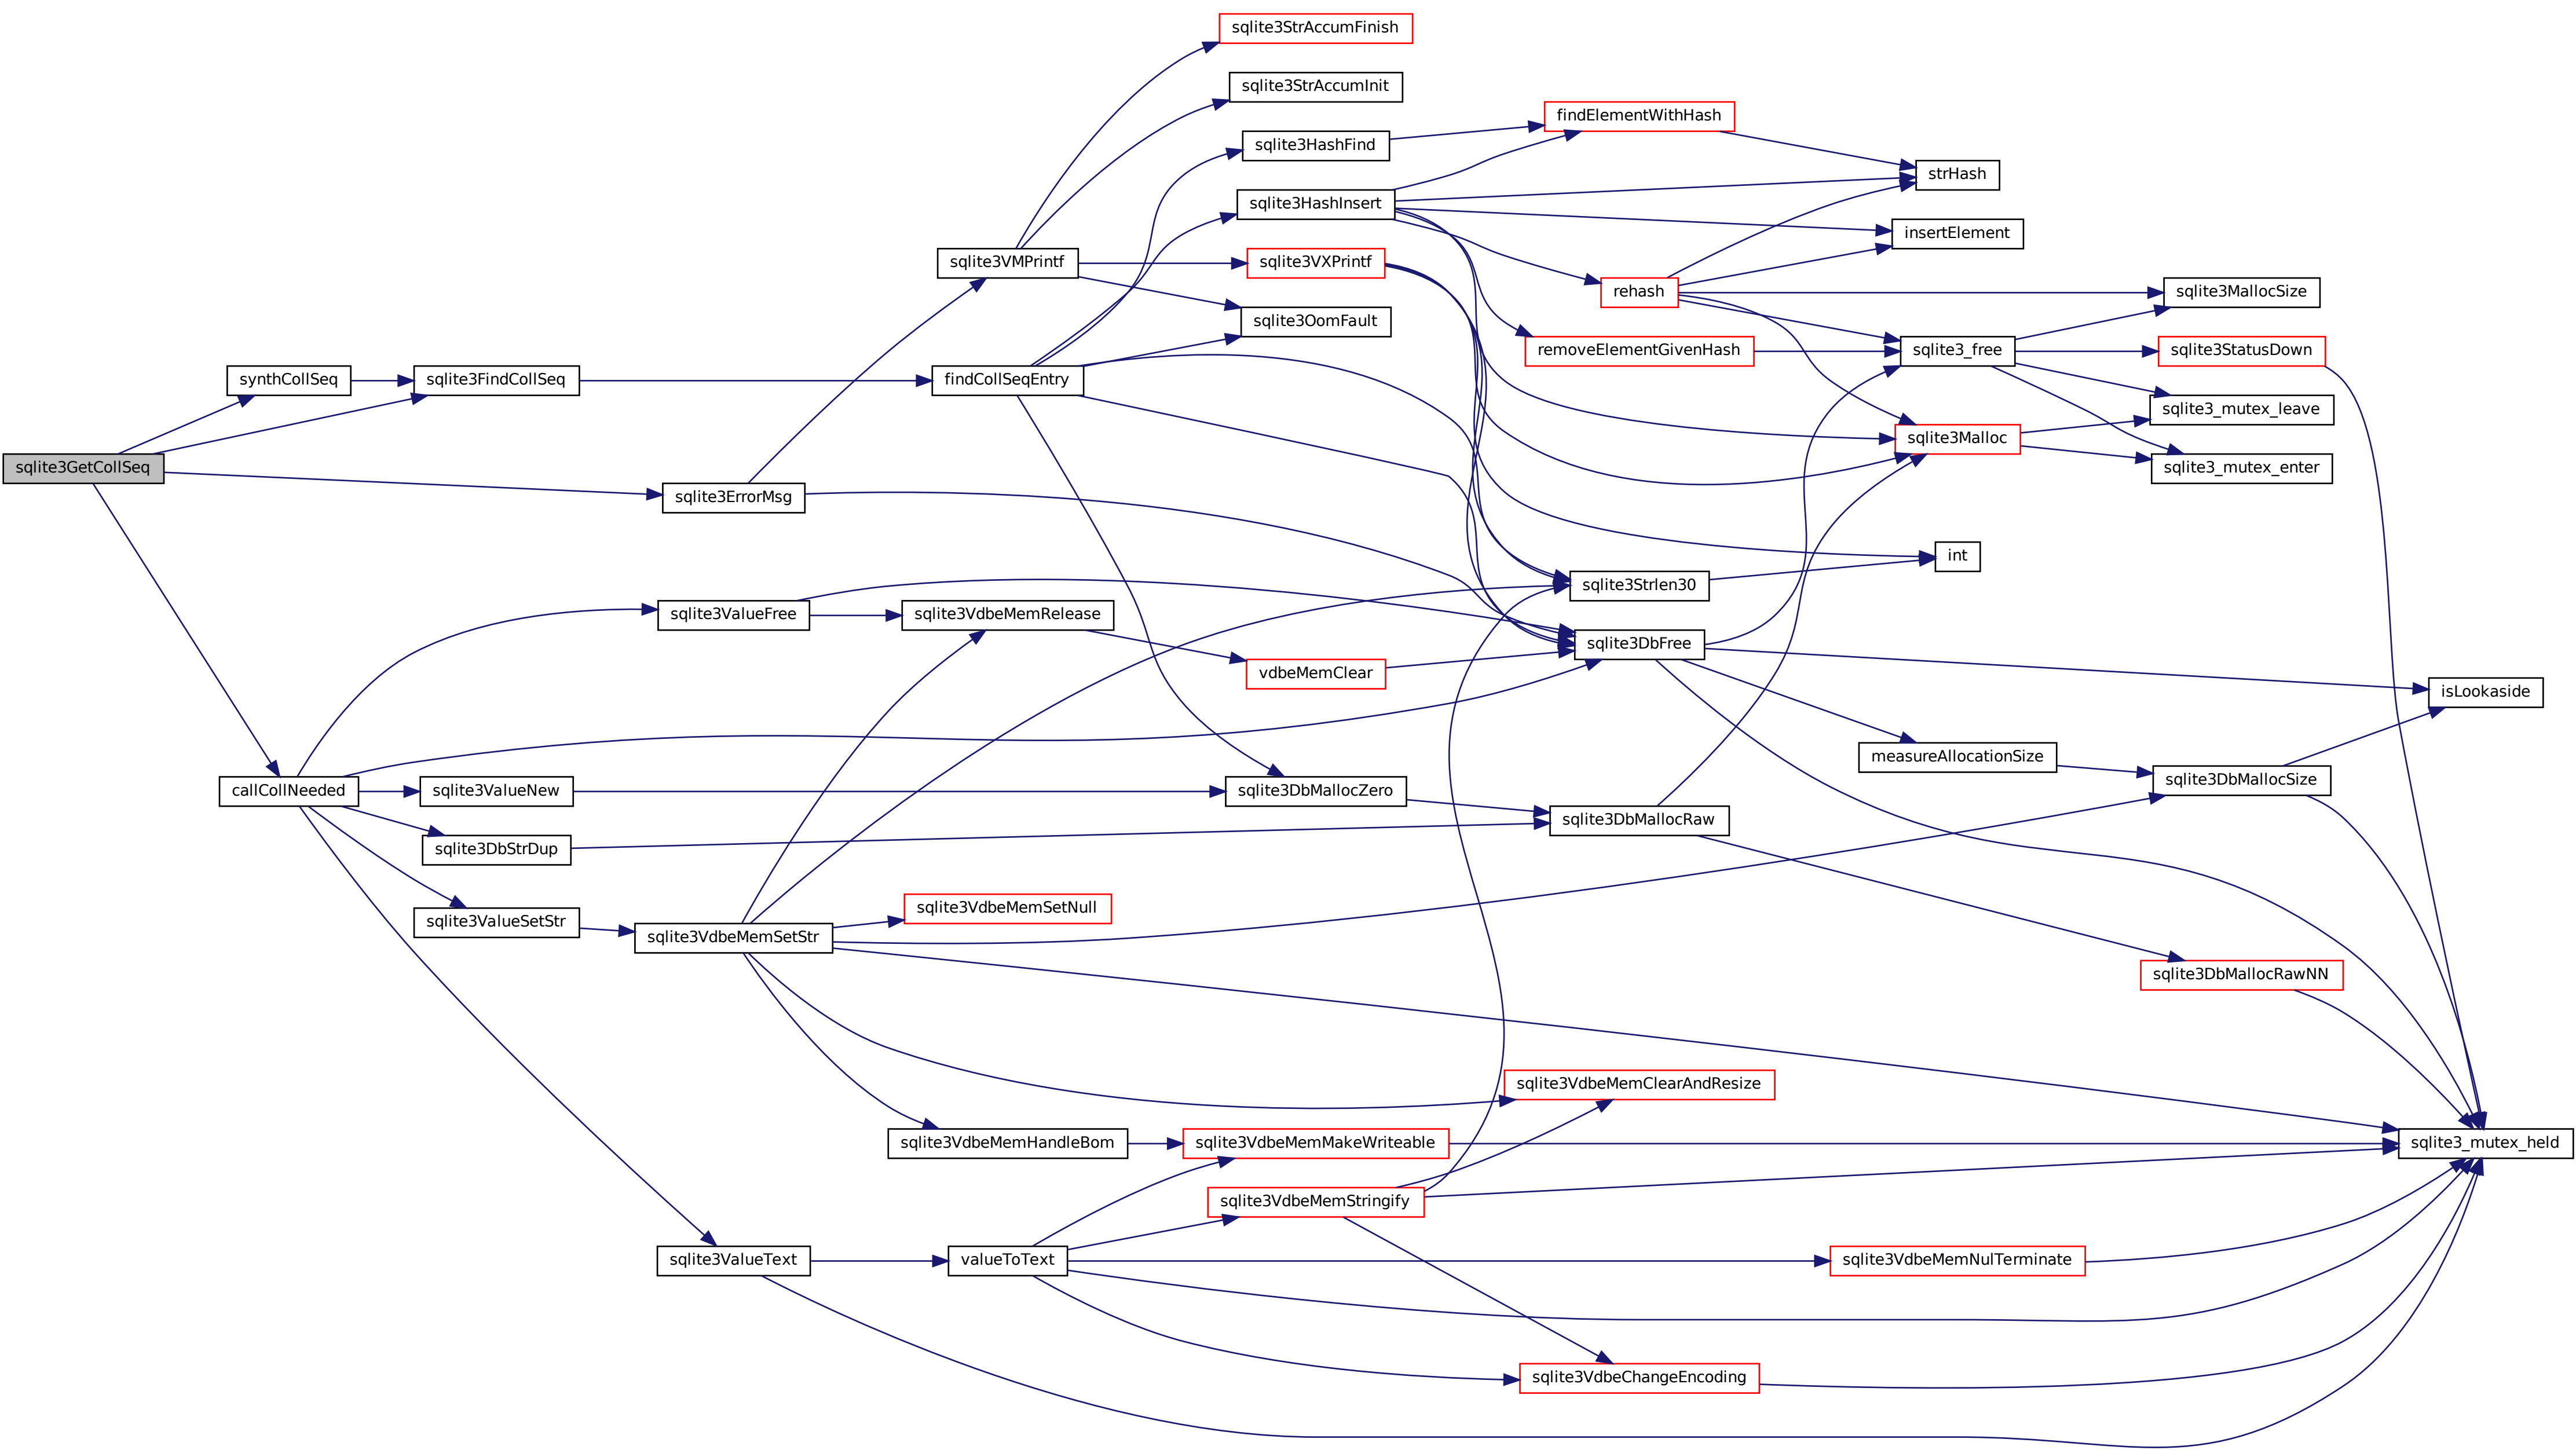 sqlite3StrAccumFinish
sqlite3StrAccumInit
findElementWithHash
sqlite3HashFind
strHash
sqlite3HashInsert
insertElement
sqlite3VMPrintf
sqlite3VXPrintf
rehash
sqlite3MallocSize
sqlite3OomFault
removeElementGivenHash
sqlite3_free
sqlite3StatusDown
synthCollSeq
sqlite3FindCollSeq
findCollSeqEntry
sqlite3_mutex_leave
sqlite3Malloc
sqlite3GetCollSeq
sqlite3_mutex_enter
sqlite3ErrorMsg
int
sqlite3Strlen30
sqlite3ValueFree
sqlite3VdbeMemRelease
sqlite3DbFree
vdbeMemClear
isLookaside
measureAllocationSize
sqlite3DbMallocSize
callCollNeeded
sqlite3ValueNew
sqlite3DbMallocZero
sqlite3DbMallocRaw
sqlite3DbStrDup
sqlite3VdbeMemSetNull
sqlite3ValueSetStr
sqlite3VdbeMemSetStr
sqlite3DbMallocRawNN
sqlite3VdbeMemClearAndResize
sqlite3VdbeMemHandleBom
sqlite3VdbeMemMakeWriteable
sqlite3_mutex_held
sqlite3VdbeMemStringify
sqlite3ValueText
valueToText
sqlite3VdbeMemNulTerminate
sqlite3VdbeChangeEncoding